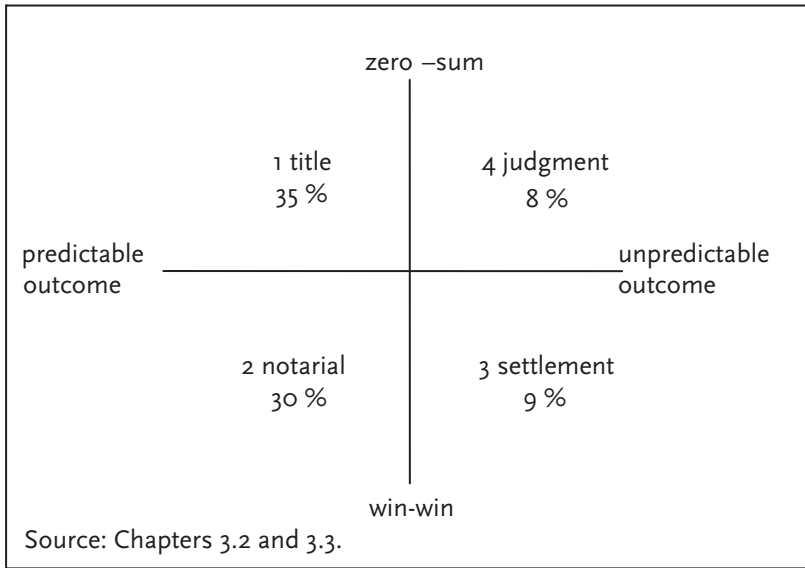 zero –sum
1 title
35 %
4 judgment
8 %
predictable
outcome
unpredictable
outcome
2 notarial
30 %
3 settlement
9 %
win-win
Source: Chapters 3.2 and 3.3.